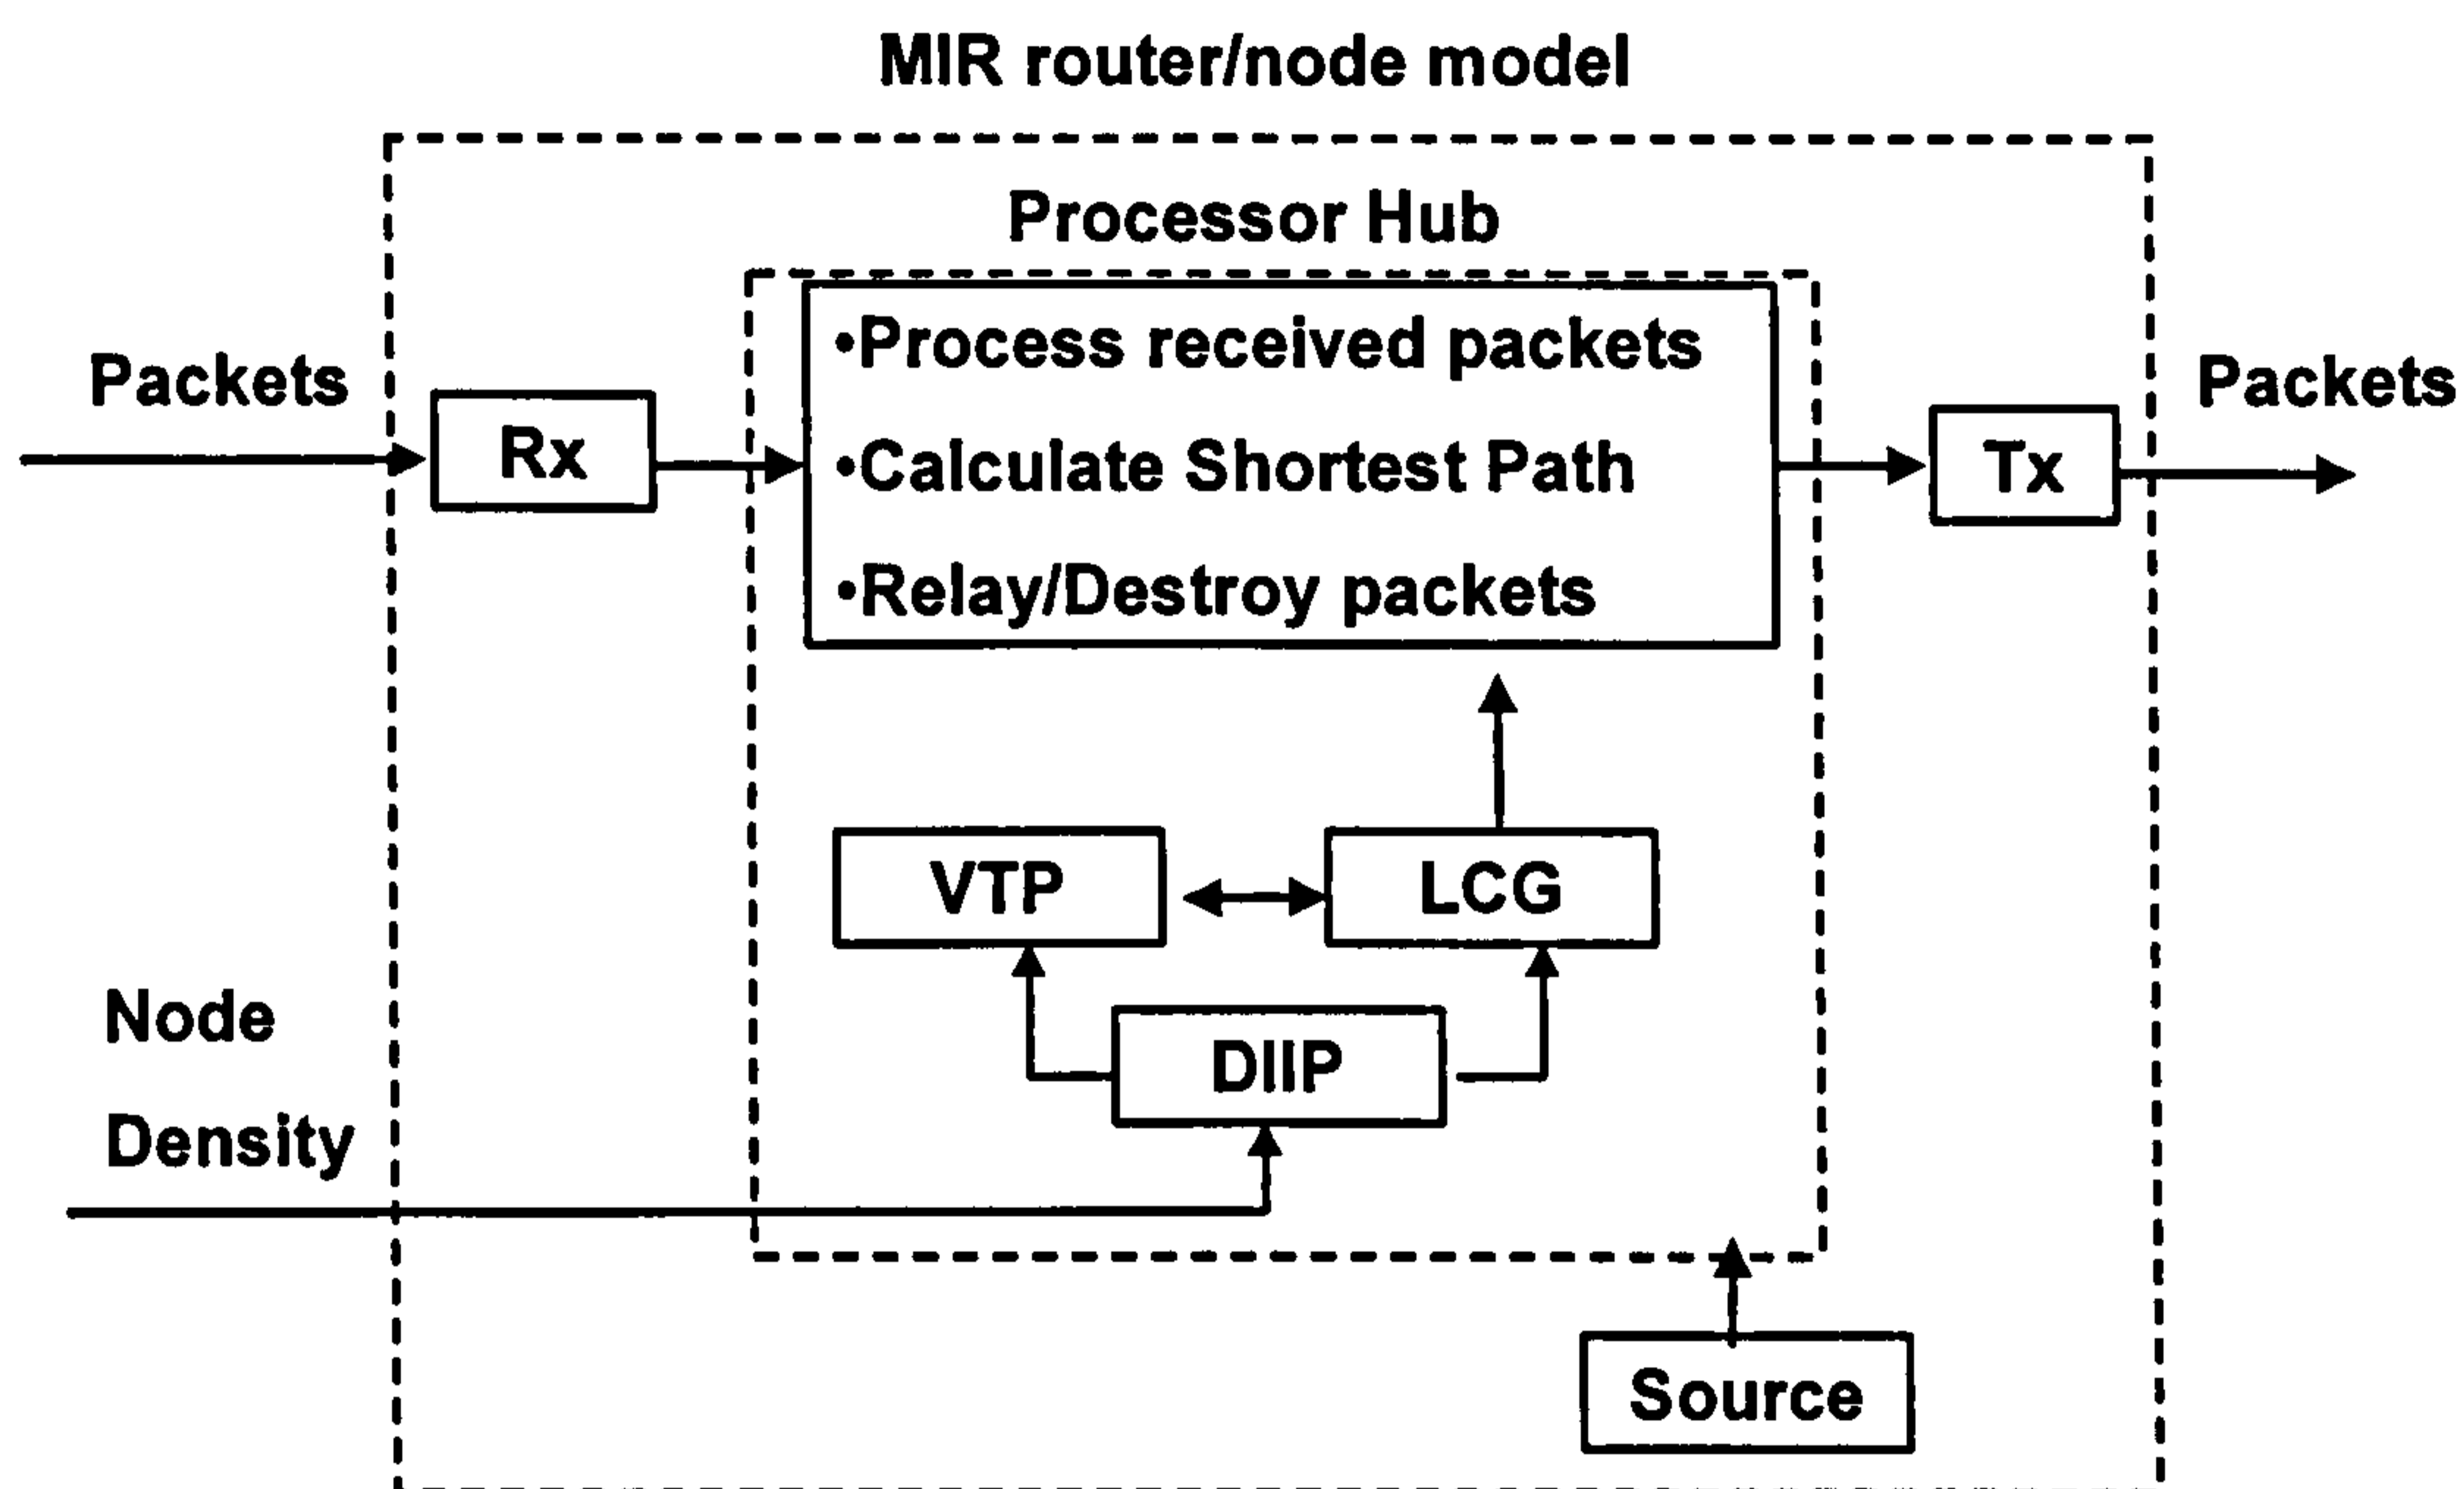 MIR router/node model
Processor Hub
•Process received packets
•Calculate Shortest Path
•Relay/Destroy packets
Packets
Rx
Tx
Packets
VTP
LCG
DIIP
Node
Density
Source